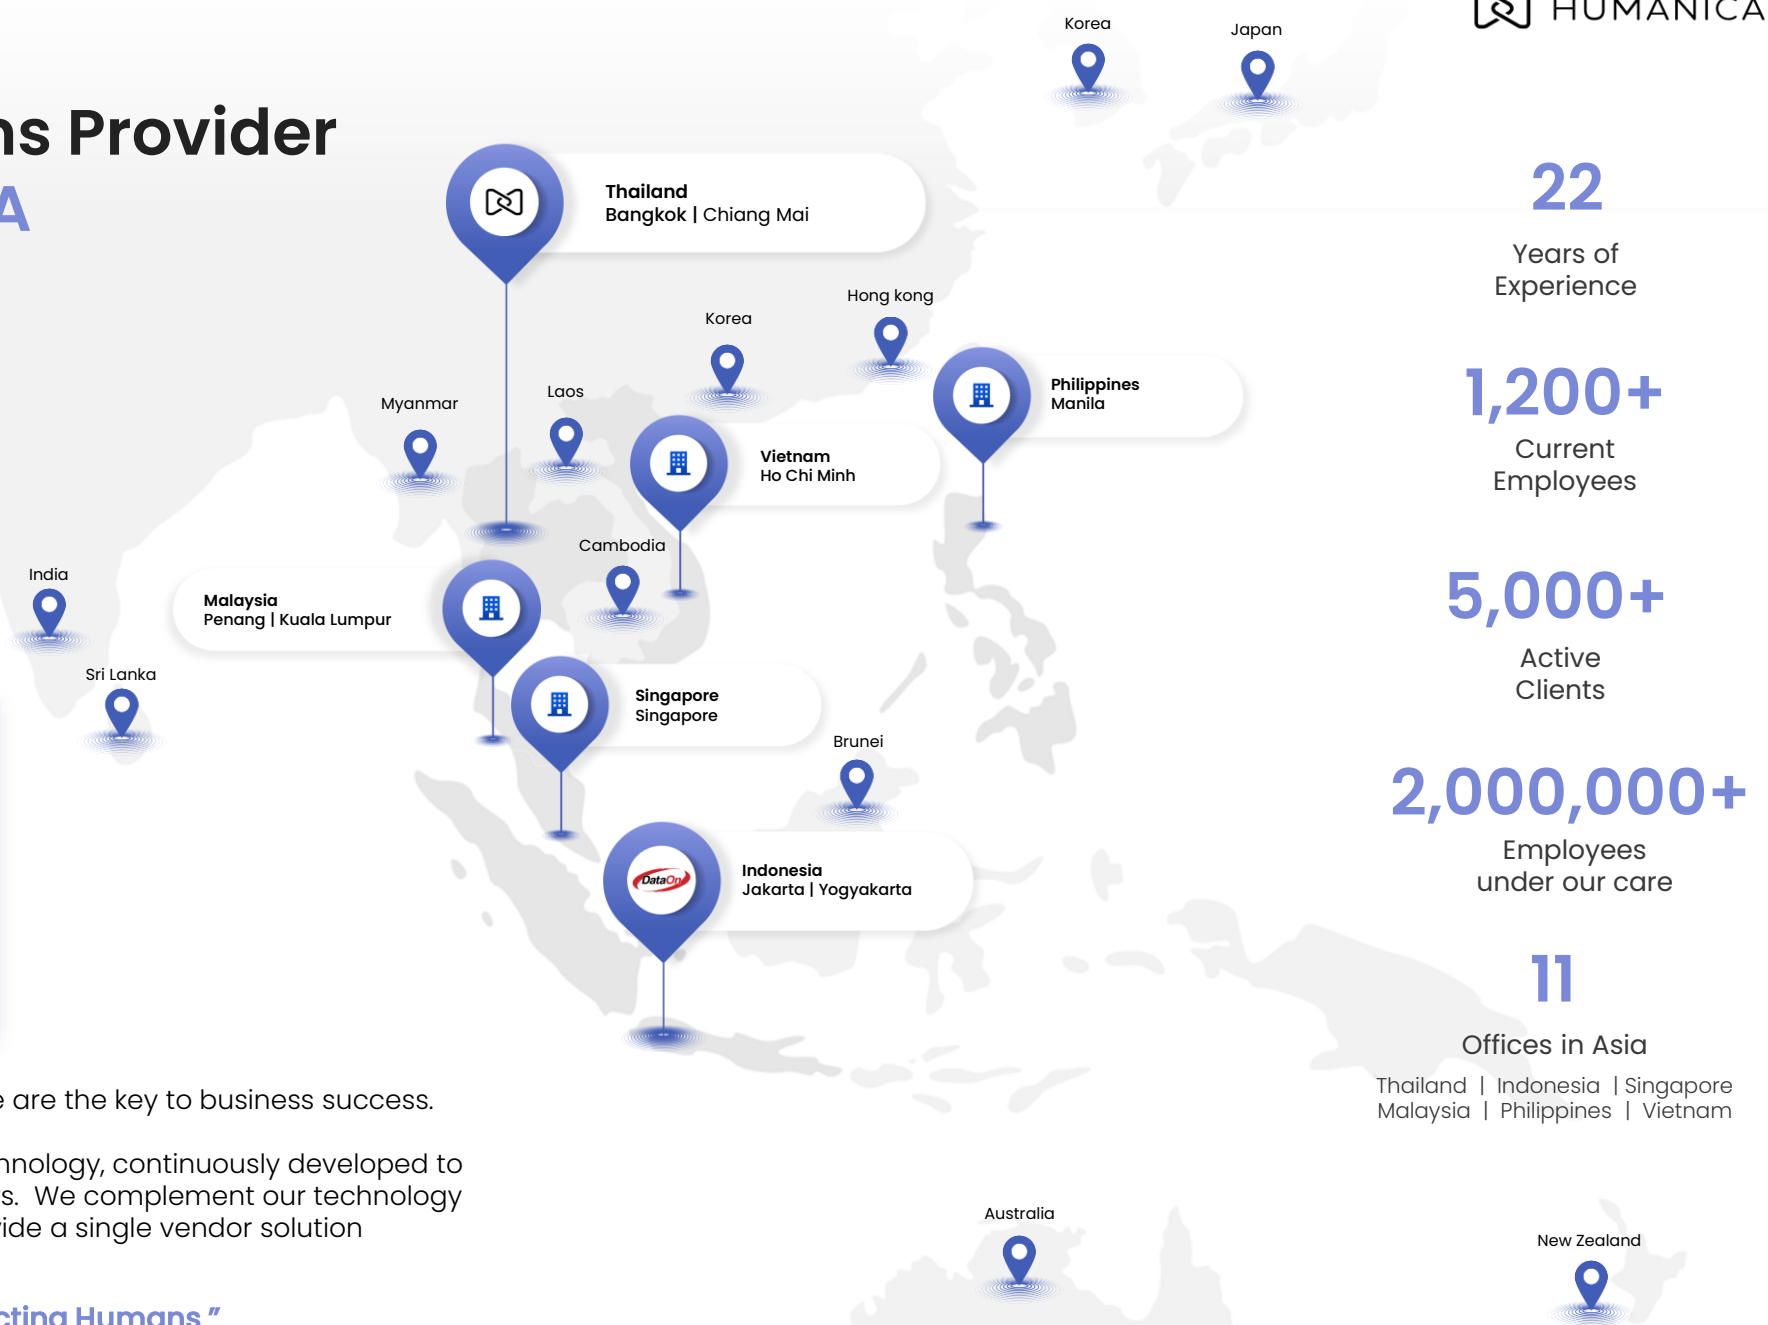 HUMANICA
Korea
Japan
ns Provider
A
Thailand
Bangkok | Chiang Mai
Hong kong
Korea
Philippines
Manila
Laos
Myanmar
Vietnam
Ho Chi Minh
Cambodia
India
Malaysia
Penang | Kuala Lumpur
Sri Lanka
Singapore
Singapore
Brunei
DataOn
Indonesia
Jakarta | Yogyakarta
22
Years of
Experience
1,200+
Current
Employees
5,000+
Active
Clients
2,000,000+
Employees
under our care
11
Offices in Asia
Thailand | Indonesia | Singapore
Malaysia | Philippines | Vietnam
e are the key to business success.
hnology, continuously developed to
s. We complement our technology
ide a single vendor solution
cting Humans ”
Australia
New Zealand